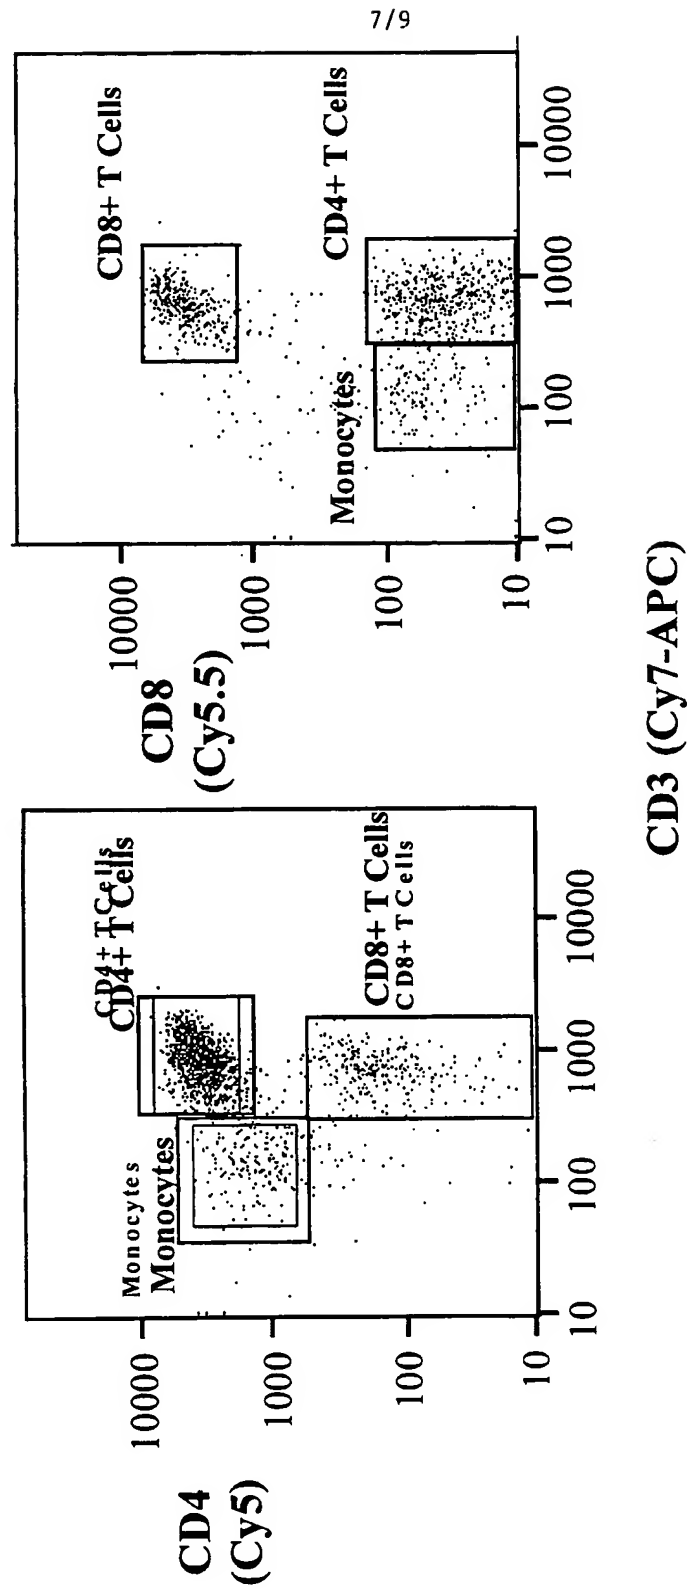 7/9
CD4
(Cy5)
10000
1000
100
10
Monocytes
Monocytes
CD4+ T Cells
CD4+ T Cells
CD8+ T Cells
CD8+ T Cells
10
100
1000
10000
CD8
(Cy5.5)
10000
1000
100
10
Monocytes
CD8+ T Cells
CD4+ T Cells
10
100
1000
10000
CD3 (Cy7-APC)